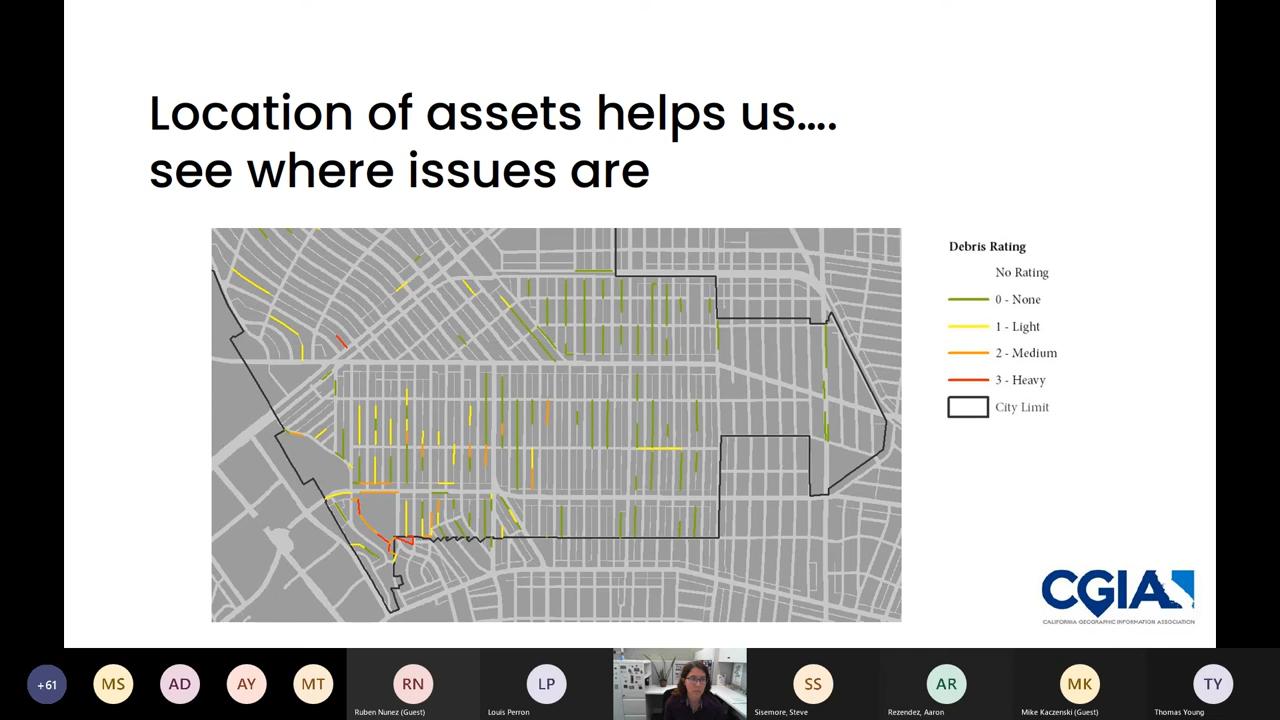 Location of assets helps us....
see where issues are
Debris Rating
No Rating
0 - None
1 - Light
2 - Medium
3 - Heavy
City Limit
CGIA
CALIFORNIA GEOGRAPHIC INFORMATION ASSOCIATION
+61
MS
AD
AY
MT
RN
LP
SS
AR
MK
TY
Ruben Nunez (Guest)
Louis Perron
Sisemore, Steve
Rezendez, Aaron
Mike Kaczenski (Guest)
Thomas Young